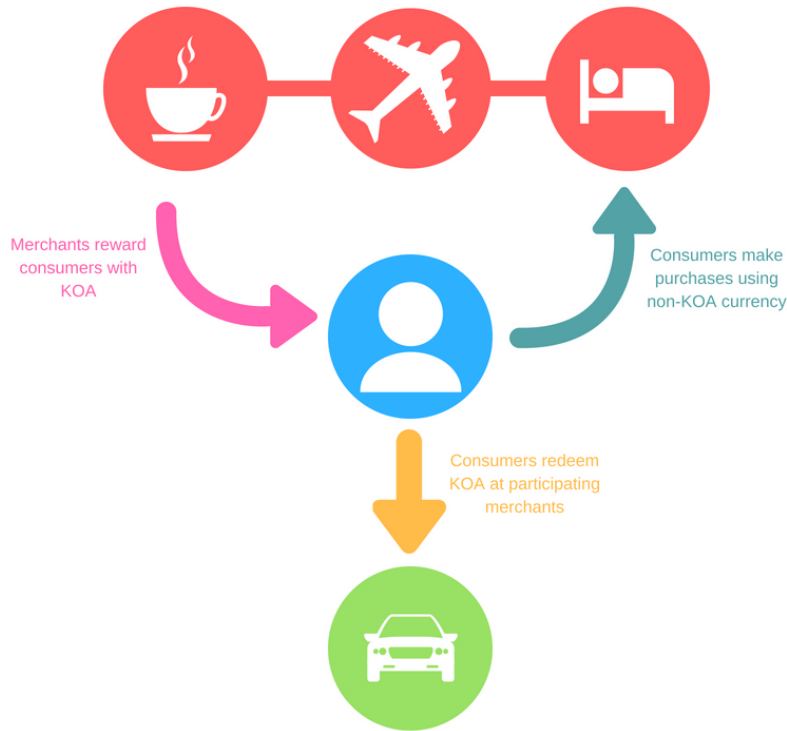 Merchants reward
consumers with
KOA
Consumers make
purchases using
non-KOA currency
Consumers redeem
KOA at participating
merchants